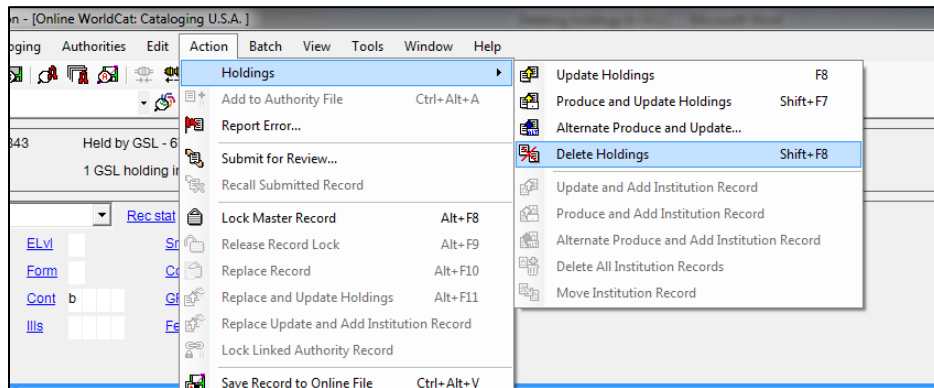 on - [Online WorldCat: Cataloging U.S.A. ]
oging Authorities Edit Action Batch View Tools Window Help
Holdings
Add to Authority File Ctrl+Alt+A
Report Error...
Submit for Review...
Recall Submitted Record
Lock Master Record Alt+F8
Release Record Lock Alt+F9
Replace Record Alt+F10
Replace and Update Holdings Alt+F11
Replace Update and Add Institution Record
Lock Linked Authority Record
Save Record to Online File Ctrl+Alt+V
Update Holdings F8
Produce and Update Holdings Shift+F7
Alternate Produce and Update...
Delete Holdings Shift+F8
Update and Add Institution Record
Produce and Add Institution Record
Alternate Produce and Add Institution Record
Delete All Institution Records
Move Institution Record
343 Held by GSL - 6
1 GSL holding in
Rec stat
ELvl Sr
Form Co
Cont b GP
Ills Fe